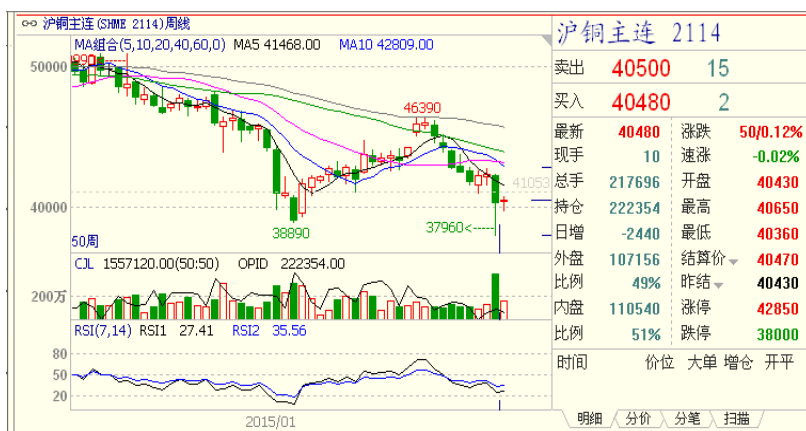 沪铜主连(SHME 2114)周线
MA组合(5,10,20,40,60,0) MA5 41468.00 MA10 42809.00
50000
46390
41053
40000
38890
37960<
50周
CJL 1557120.00(50:50) OPID 222354.00
200万
RSI(7,14) RSI1 27.41 RSI2 35.56
80
50
20
2015/01
沪铜主连 2114
卖出 40500 15
买入 40480 2
最新 40480 涨跌 50/0.12%
现手 10 速涨 -0.02%
总手 217696 开盘 40430
持仓 222354 最高 40650
日增 -2440 最低 40360
外盘 107156 结算价 40470
比例 49% 昨结 40430
内盘 110540 涨停 42850
比例 51% 跌停 38000
时间 价位 大单 增仓 开平
明细 分价 分笔 扫描